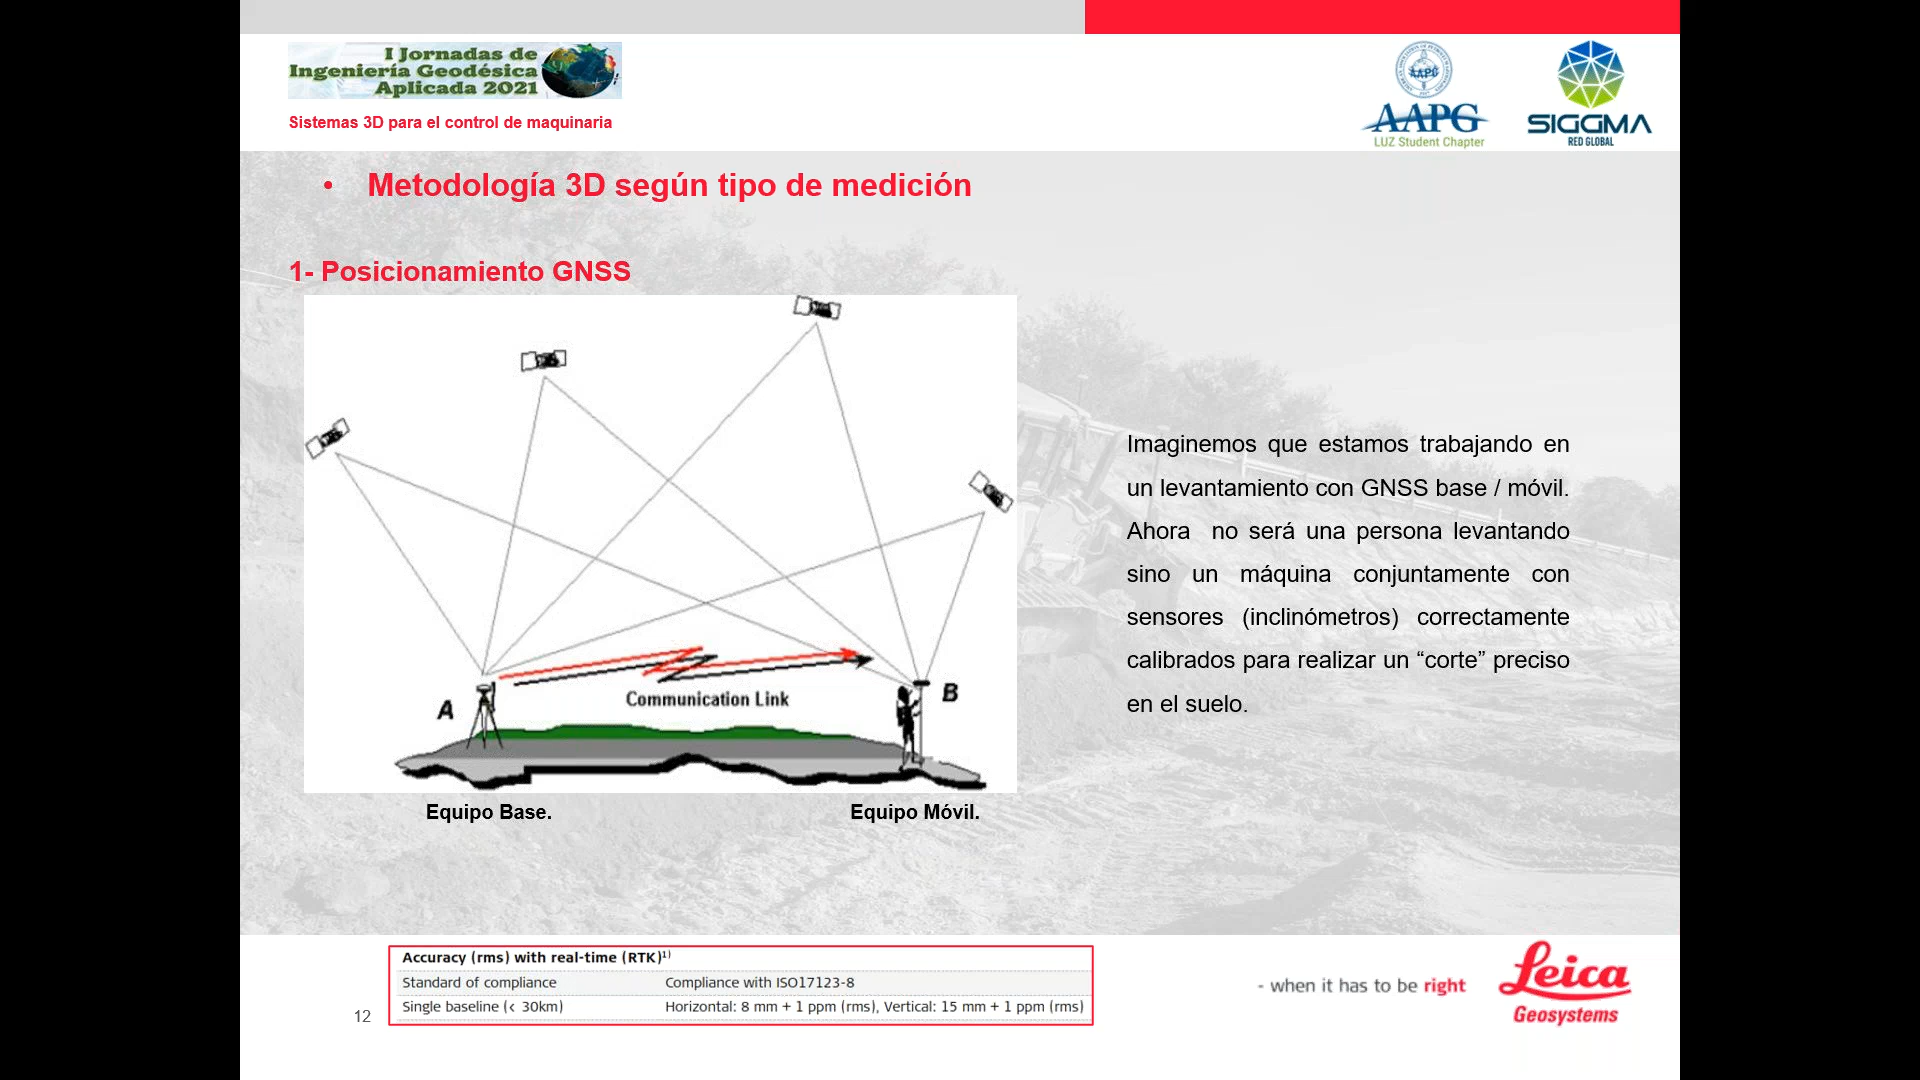 I Jornadas de
Ingeniería Geodésica
Aplicada 2021
Sistemas 3D para el control de maquinaria
AAPG
AAPG
LUZ Student Chapter
SIGGMA
RED GLOBAL
• Metodología 3D según tipo de medición
1- Posicionamiento GNSS
A
Communication Link
B
Equipo Base.
Equipo Móvil.
Imaginemos que estamos trabajando en
un levantamiento con GNSS base / móvil.
Ahora no será una persona levantando
sino un máquina conjuntamente con
sensores (inclinómetros) correctamente
calibrados para realizar un “corte” preciso
en el suelo.
Accuracy (rms) with real-time (RTK)¹⁾
Standard of compliance Compliance with ISO17123-8
Single baseline (< 30km) Horizontal: 8 mm + 1 ppm (rms), Vertical: 15 mm + 1 ppm (rms)
12
- when it has to be right
Leica
Geosystems